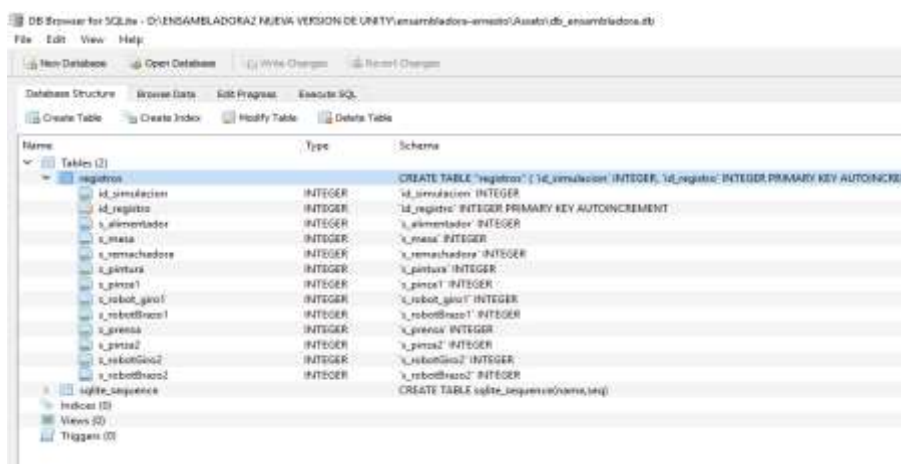 DB Browser for SQLite - D:\ENSAMBLADORA2 NUEVA VERSION DE UNITY\ensambladora-ernesto\Assets\db_ensambladora.db
File Edit View Help
New Database Open Database Write Changes Revert Changes
Database Structure Browse Data Edit Pragmas Execute SQL
Create Table Create Index Modify Table Delete Table
Name Type Schema
Tables (2)
registros CREATE TABLE "registros" ( `id_simulacion` INTEGER, `id_registro` INTEGER PRIMARY KEY AUTOINCRE
id_simulacion INTEGER `id_simulacion` INTEGER
id_registro INTEGER `id_registro` INTEGER PRIMARY KEY AUTOINCREMENT
s_alimentador INTEGER `s_alimentador` INTEGER
s_mesa INTEGER `s_mesa` INTEGER
s_remachadora INTEGER `s_remachadora` INTEGER
s_pintura INTEGER `s_pintura` INTEGER
s_pinza1 INTEGER `s_pinza1` INTEGER
s_robot_giro1 INTEGER `s_robot_giro1` INTEGER
s_robotBrazo1 INTEGER `s_robotBrazo1` INTEGER
s_prensa INTEGER `s_prensa` INTEGER
s_pinza2 INTEGER `s_pinza2` INTEGER
s_robotGiro2 INTEGER `s_robotGiro2` INTEGER
s_robotBrazo2 INTEGER `s_robotBrazo2` INTEGER
sqlite_sequence CREATE TABLE sqlite_sequence(name,seq)
Indices (0)
Views (0)
Triggers (0)